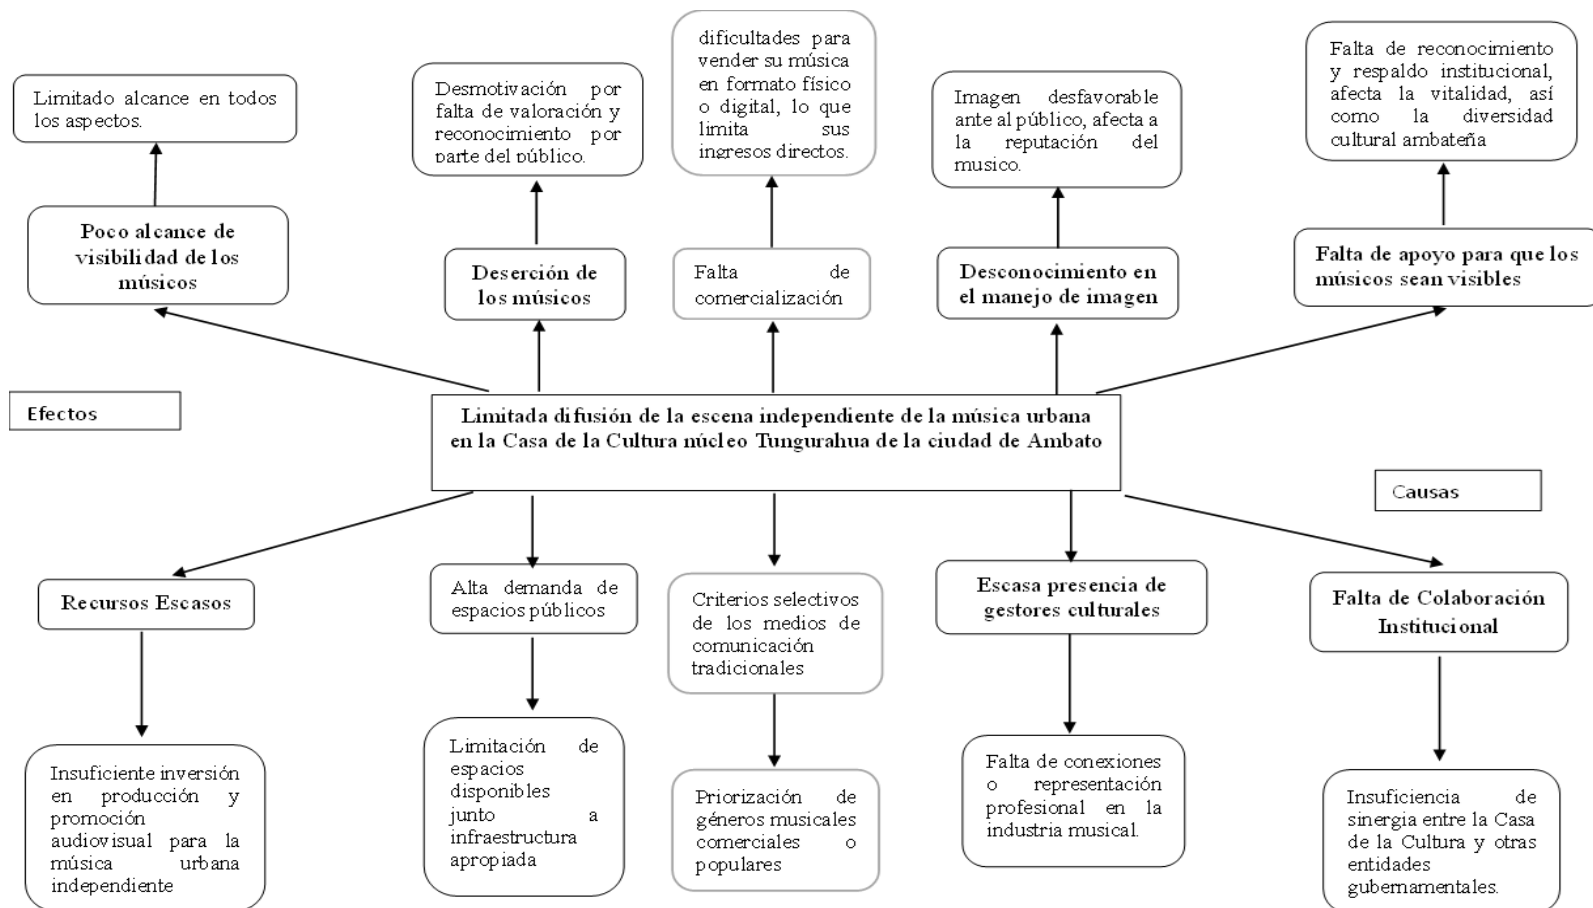 Limitado alcance en todos
los aspectos.
Desmotivación por
falta de valoración y
reconocimiento por
parte del público.
dificultades para
vender su música
en formato físico
o digital, lo que
limita sus
ingresos directos.
Imagen desfavorable
ante al público, afecta a
la reputación del
musico.
Falta de reconocimiento
y respaldo institucional,
afecta la vitalidad, así
como la diversidad
cultural ambateña
Poco alcance de
visibilidad de los
músicos
Deserción de
los músicos
Falta de
comercialización
Desconocimiento en
el manejo de imagen
Falta de apoyo para que los
músicos sean visibles
Efectos
Limitada difusión de la escena independiente de la música urbana
en la Casa de la Cultura núcleo Tungurahua de la ciudad de Ambato
Causas
Recursos Escasos
Alta demanda de
espacios públicos
Criterios selectivos
de los medios de
comunicación
tradicionales
Escasa presencia de
gestores culturales
Falta de Colaboración
Institucional
Insuficiente inversión
en producción y
promoción
audiovisual para la
música urbana
independiente
Limitación de
espacios
disponibles
junto a
infraestructura
apropiada
Priorización de
géneros musicales
comerciales o
populares
Falta de conexiones
o representación
profesional en la
industria musical.
Insuficiencia de
sinergia entre la Casa
de la Cultura y otras
entidades
gubernamentales.